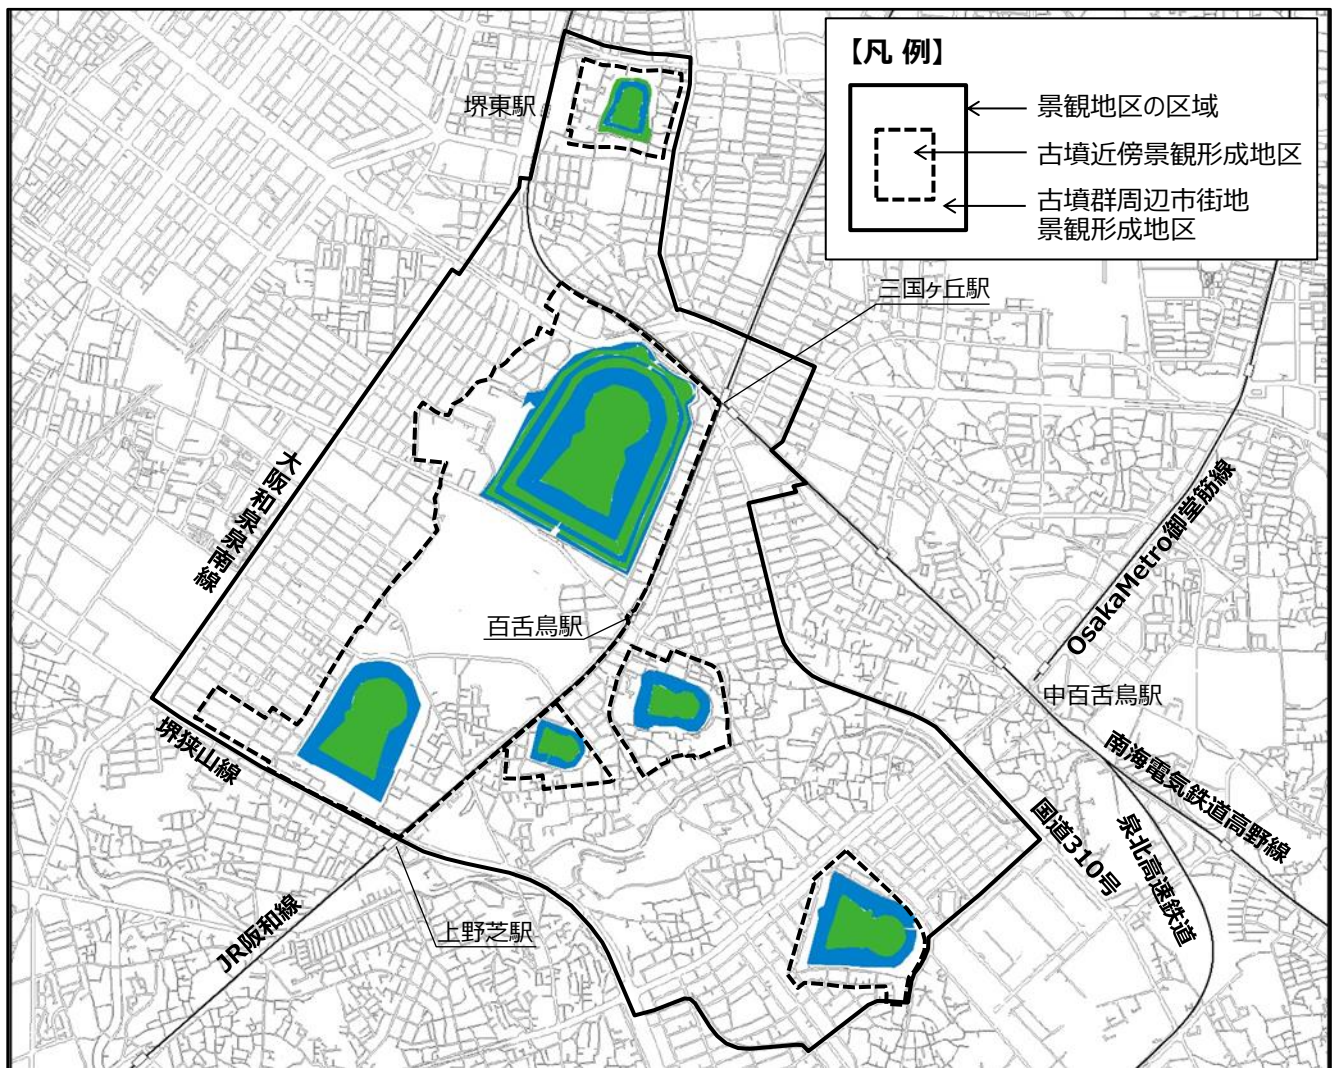 【凡 例】
景観地区の区域
古墳近傍景観形成地区
古墳群周辺市街地
景観形成地区
堺東駅
三国ヶ丘駅
大阪和泉泉南線
OsakaMetro御堂筋線
百舌鳥駅
中百舌鳥駅
堺狭山線
南海電気鉄道高野線
国道310号
泉北高速鉄道
JR阪和線
上野芝駅